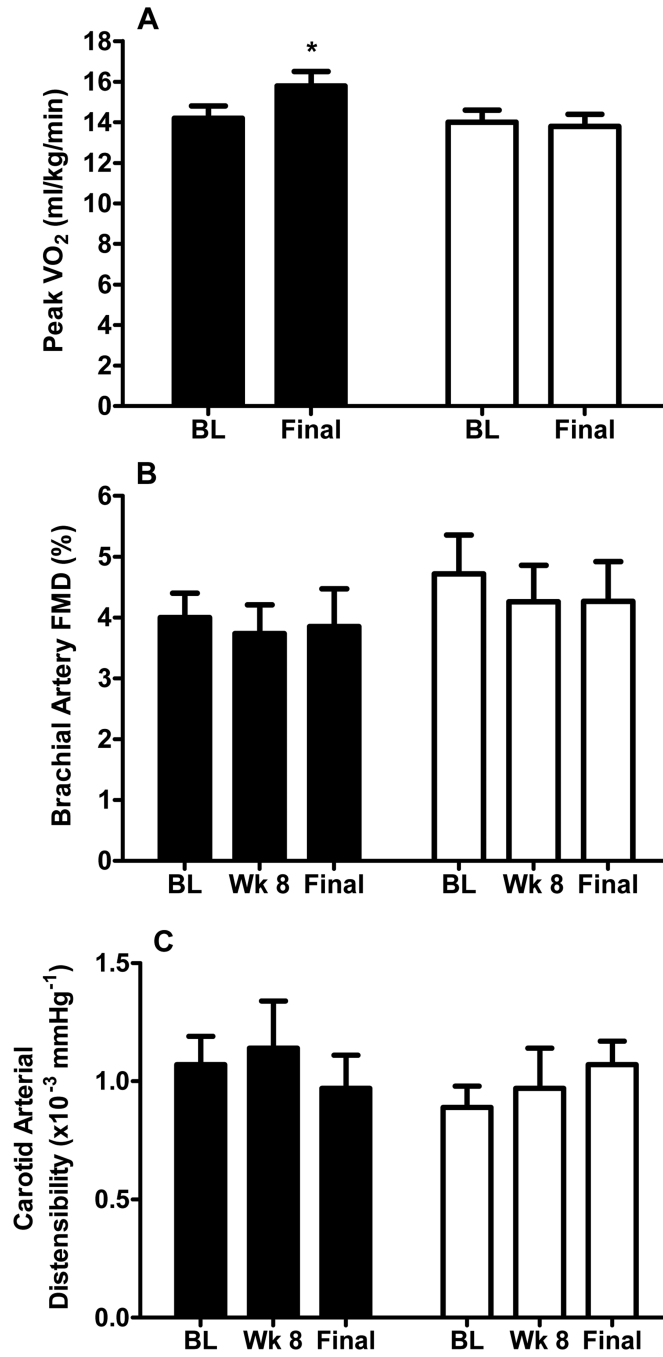 A
*
Peak VO₂ (ml/kg/min)
18
16
14
12
10
8
6
4
2
0
BL Final BL Final
B
Brachial Artery FMD (%)
6
5
4
3
2
1
0
BL Wk 8 Final BL Wk 8 Final
C
Carotid Arterial
Distensibility (x10⁻³ mmHg⁻¹)
1.5
1.0
0.5
0.0
BL Wk 8 Final BL Wk 8 Final